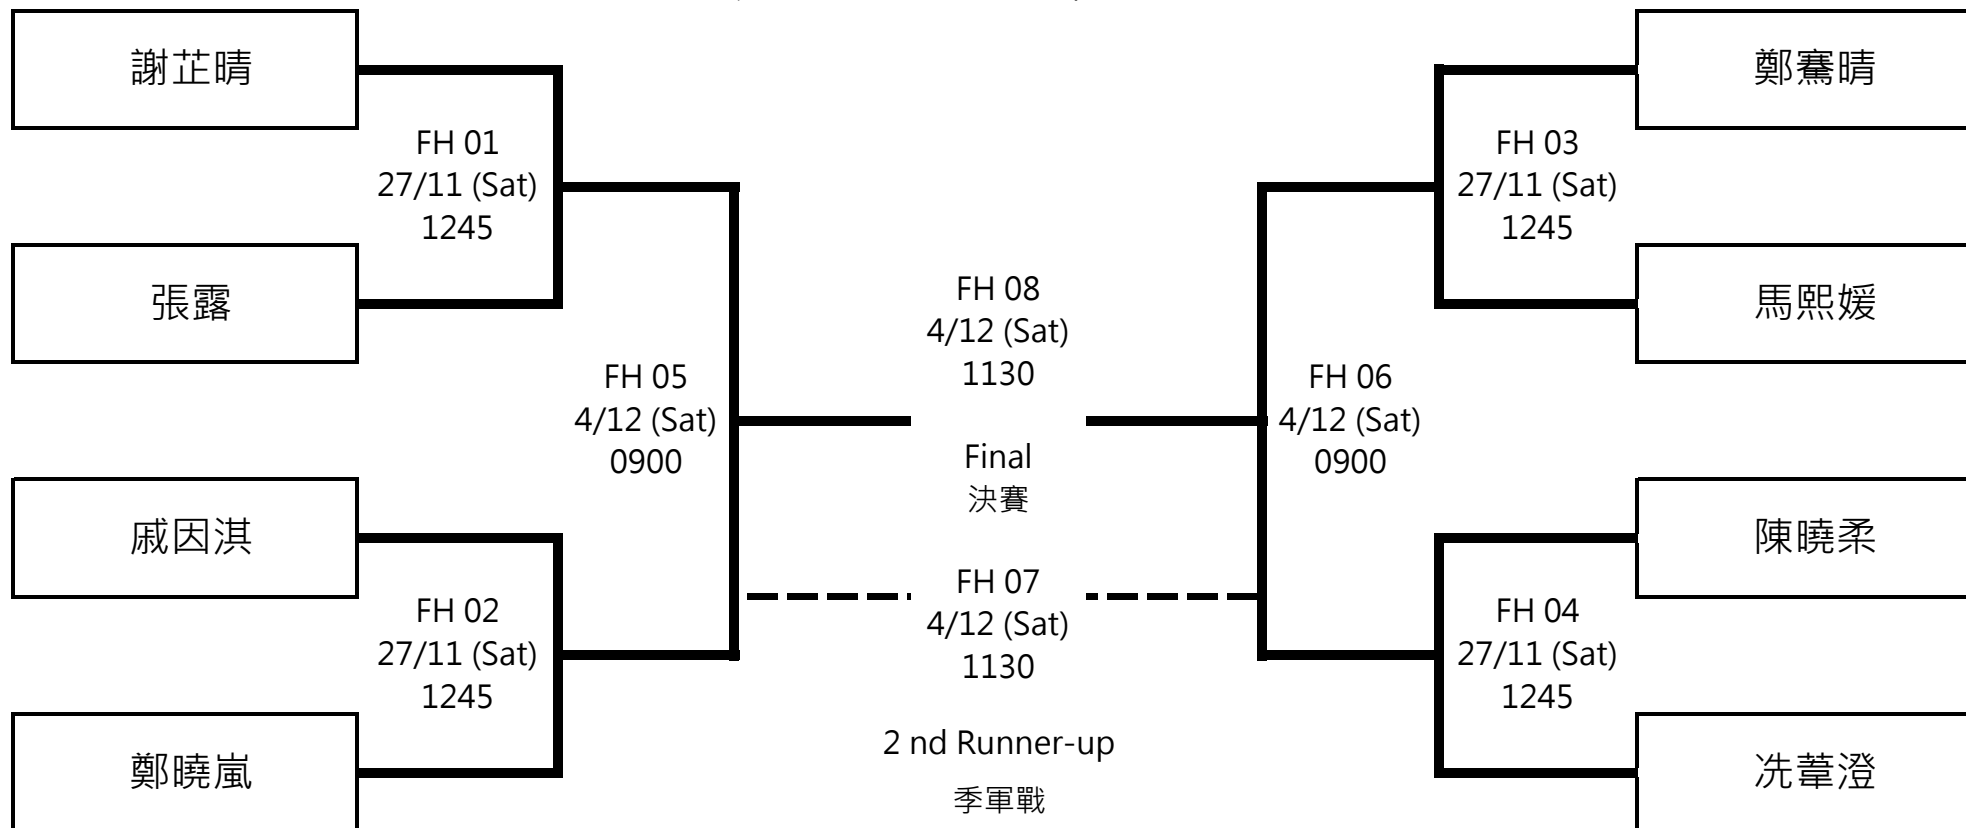 謝芷晴
鄭騫晴
FH 01
27/11 (Sat)
1245
FH 03
27/11 (Sat)
1245
張露
馬熙媛
FH 08
4/12 (Sat)
1130
FH 05
4/12 (Sat)
0900
FH 06
4/12 (Sat)
0900
Final
決賽
戚因淇
陳曉柔
FH 07
4/12 (Sat)
1130
FH 02
27/11 (Sat)
1245
FH 04
27/11 (Sat)
1245
2 nd Runner-up
季軍戰
鄭曉嵐
冼葦澄